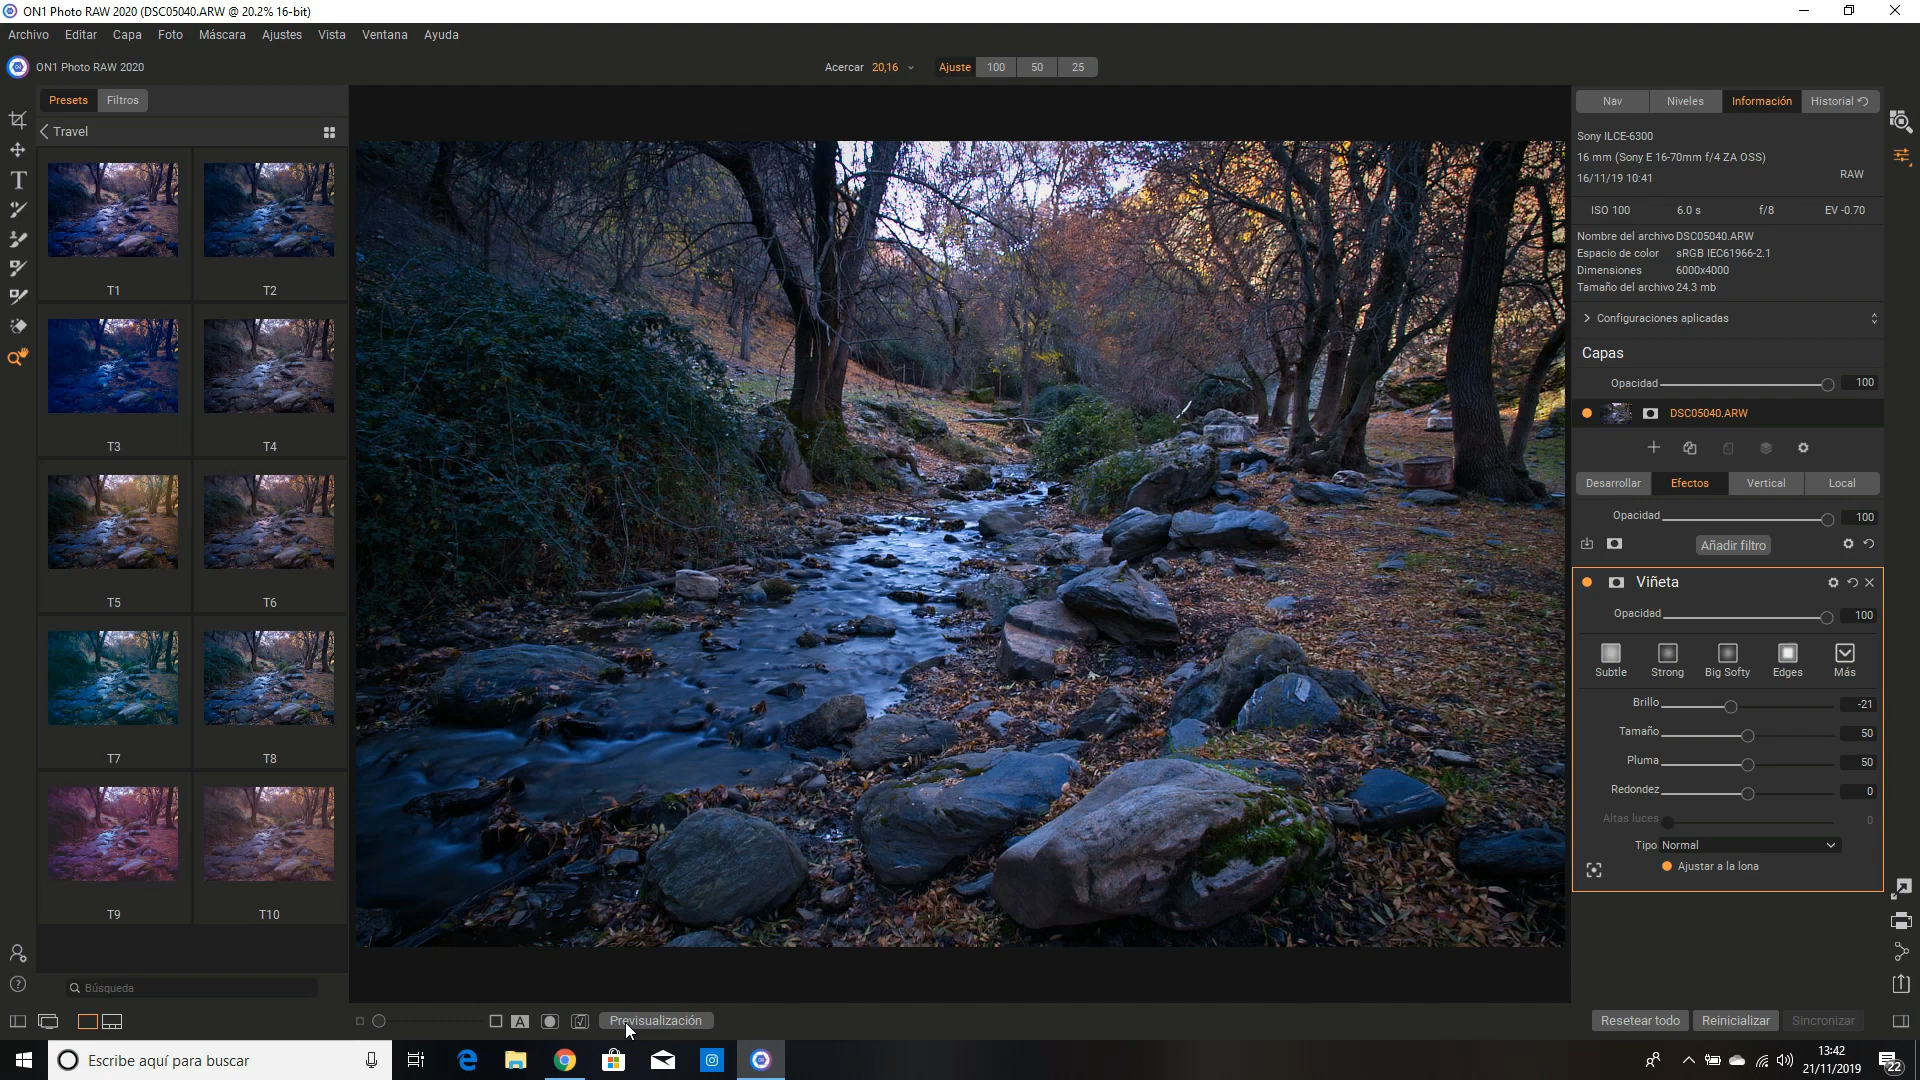 ON1 Photo RAW 2020 (DSC05040.ARW @ 20.2% 16-bit)
Archivo Editar Capa Foto Máscara Ajustes Vista Ventana Ayuda
ON1 Photo RAW 2020
Acercar 20,16 Ajuste 100 50 25
Presets Filtros
Travel
T1 T2
T3 T4
T5 T6
T7 T8
T9 T10
Búsqueda
A Previsualización
Nav Niveles Información Historial
Sony ILCE-6300
16 mm (Sony E 16-70mm f/4 ZA OSS)
16/11/19 10:41 RAW
ISO 100 6.0 s f/8 EV -0.70
Nombre del archivo DSC05040.ARW
Espacio de color sRGB IEC61966-2.1
Dimensiones 6000x4000
Tamaño del archivo 24.3 mb
Configuraciones aplicadas
Capas
Opacidad 100
DSC05040.ARW
Desarrollar Efectos Vertical Local
Opacidad 100
Añadir filtro
Viñeta
Opacidad 100
Subtle Strong Big Softy Edges Más
Brillo -21
Tamaño 50
Pluma 50
Redondez 0
Altas luces 0
Tipo Normal
Ajustar a la lona
Resetear todo Reinicializar Sincronizar
Escribe aquí para buscar
13:42
21/11/2019
22